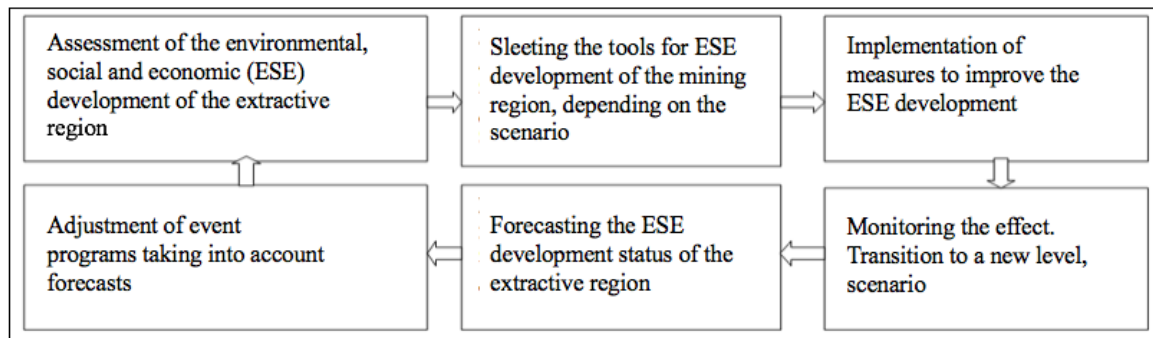 Assessment of the environmental,
social and economic (ESE)
development of the extractive
region
Sleeting the tools for ESE
development of the mining
region, depending on the
scenario
Implementation of
measures to improve the
ESE development
Adjustment of event
programs taking into account
forecasts
Forecasting the ESE
development status of the
extractive region
Monitoring the effect.
Transition to a new level,
scenario